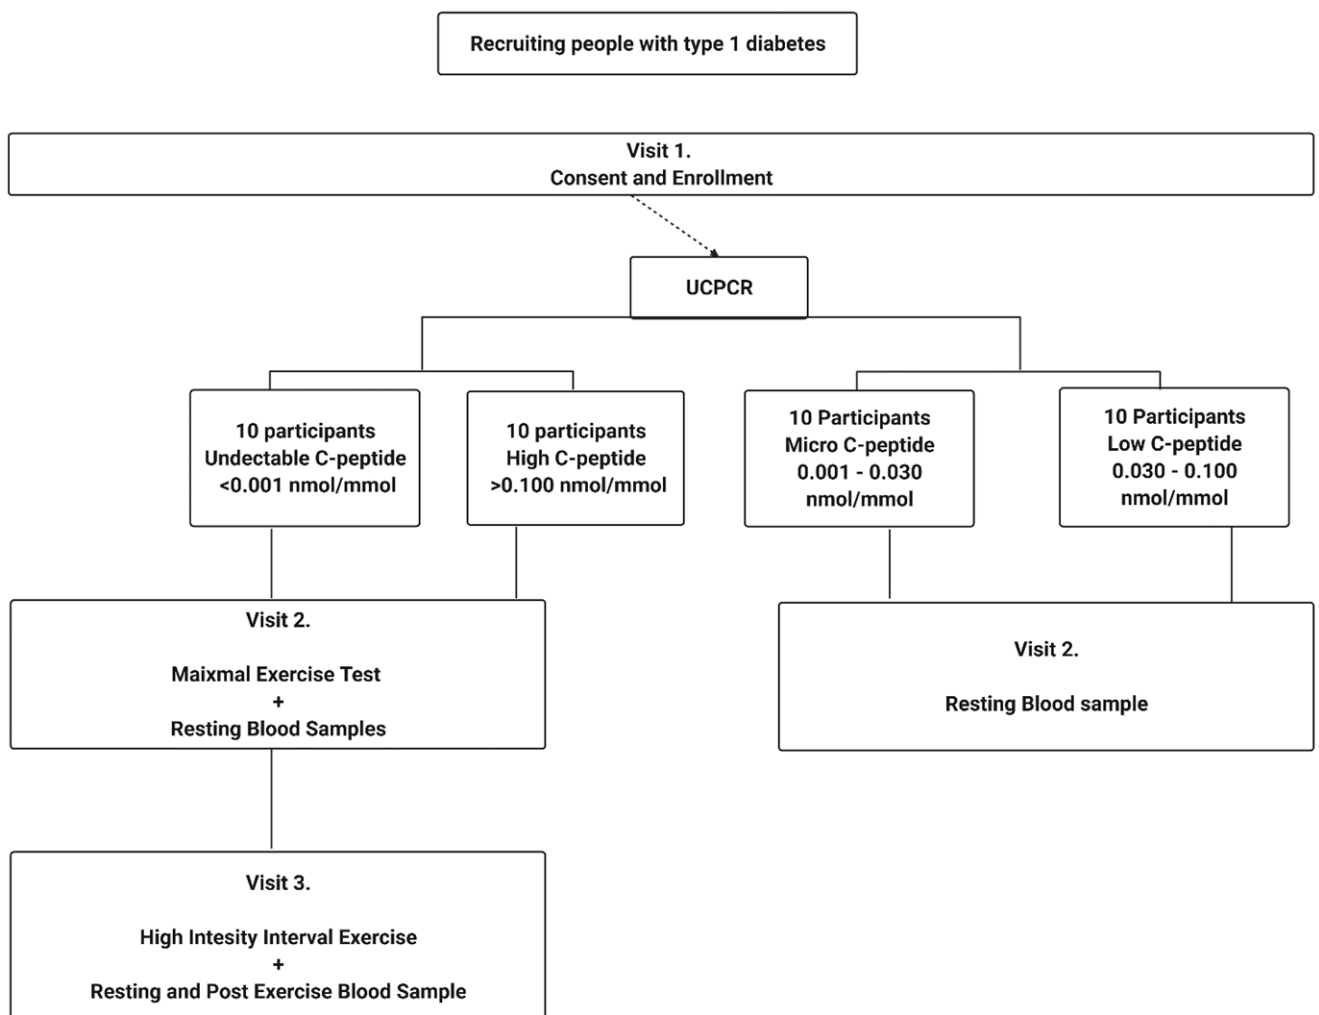 Recruiting people with type 1 diabetes
Visit 1.
Consent and Enrollment
UCPCR
10 participants
Undectable C-peptide
<0.001 nmol/mmol
10 participants
High C-peptide
>0.100 nmol/mmol
10 Participants
Micro C-peptide
0.001 - 0.030
nmol/mmol
10 Participants
Low C-peptide
0.030 - 0.100
nmol/mmol
Visit 2.
Maixmal Exercise Test
+
Resting Blood Samples
Visit 2.
Resting Blood sample
Visit 3.
High Intesity Interval Exercise
+
Resting and Post Exercise Blood Sample